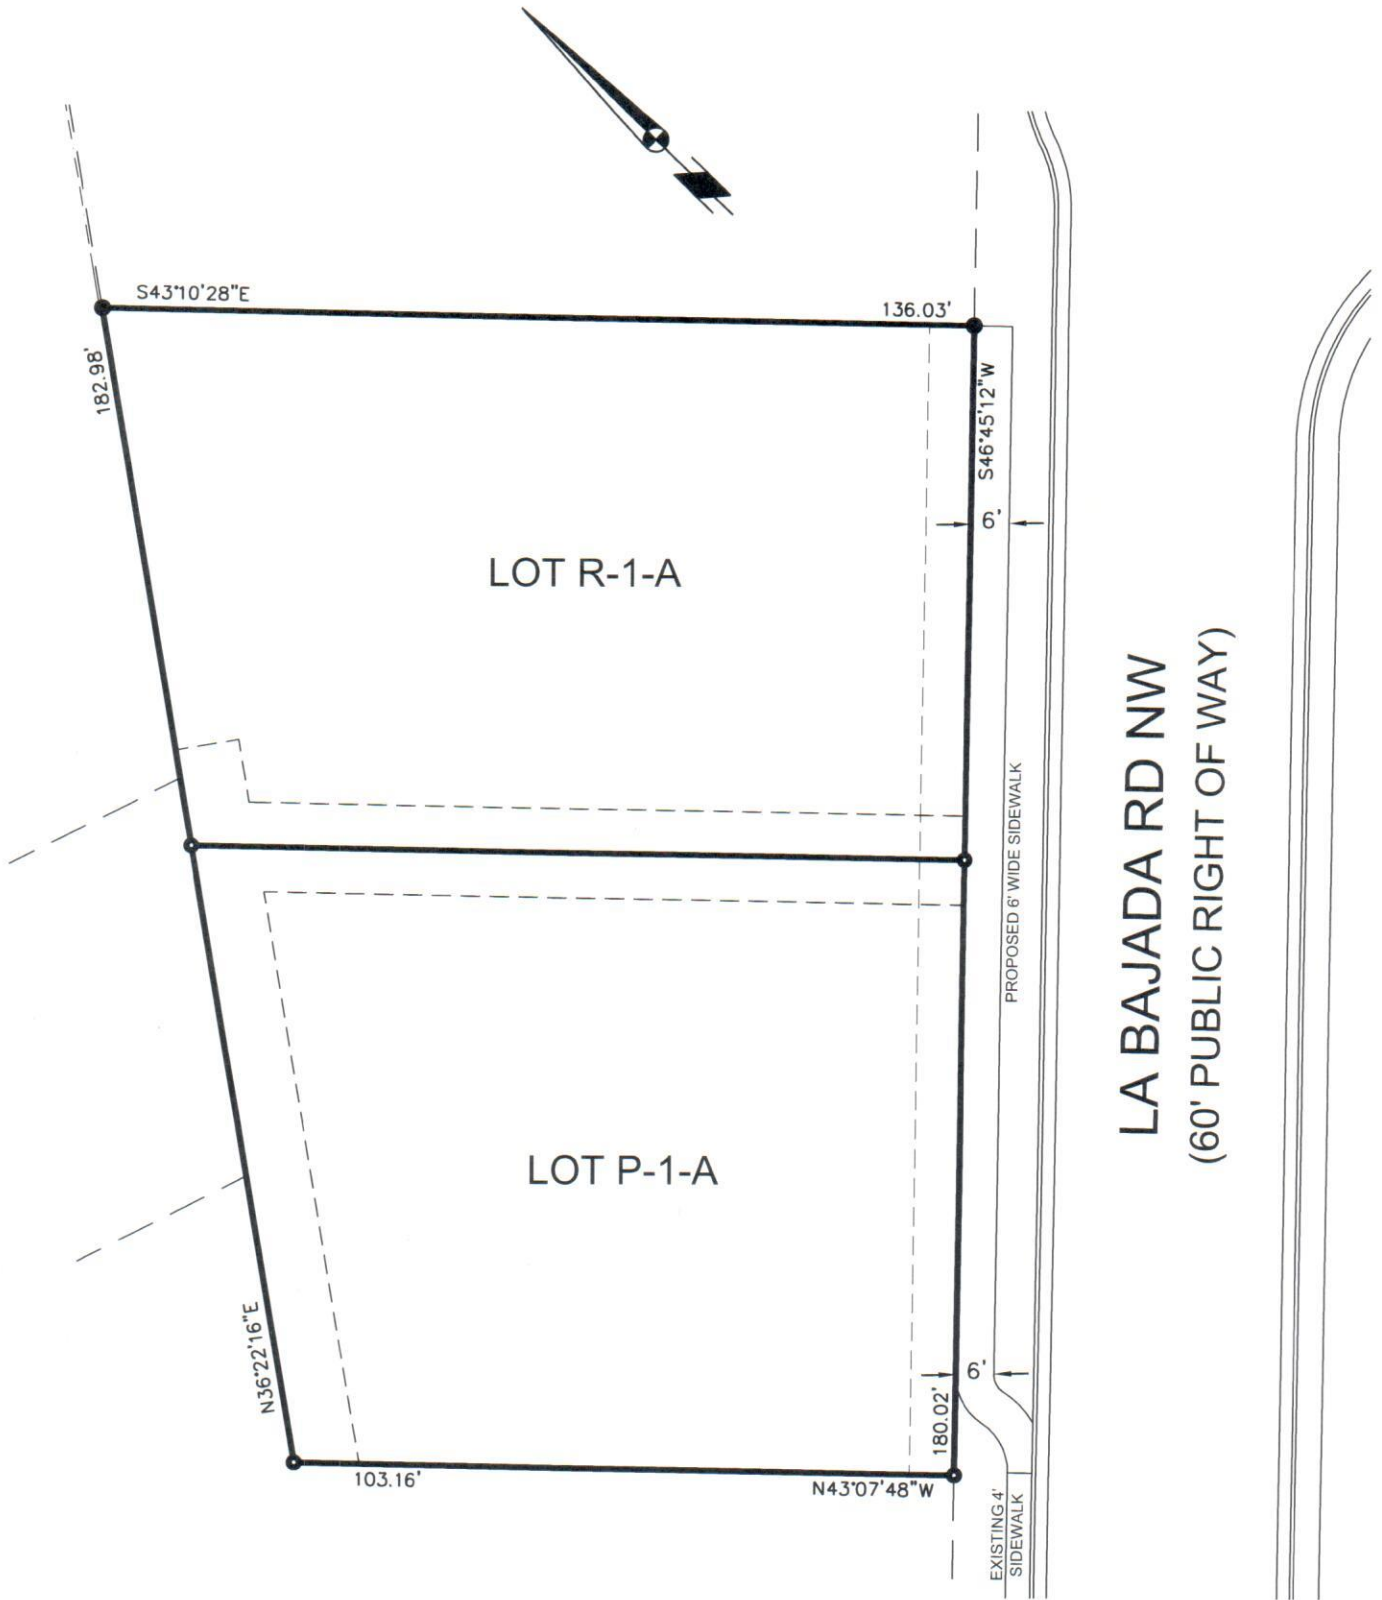 S43°10'28"E
136.03'
182.98'
S46°45'12"W
6'
LOT R-1-A
LA BAJADA RD NW
(60' PUBLIC RIGHT OF WAY)
PROPOSED 6' WIDE SIDEWALK
LOT P-1-A
N36°22'16"E
6'
180.02'
103.16'
N43°07'48"W
EXISTING 4'
SIDEWALK